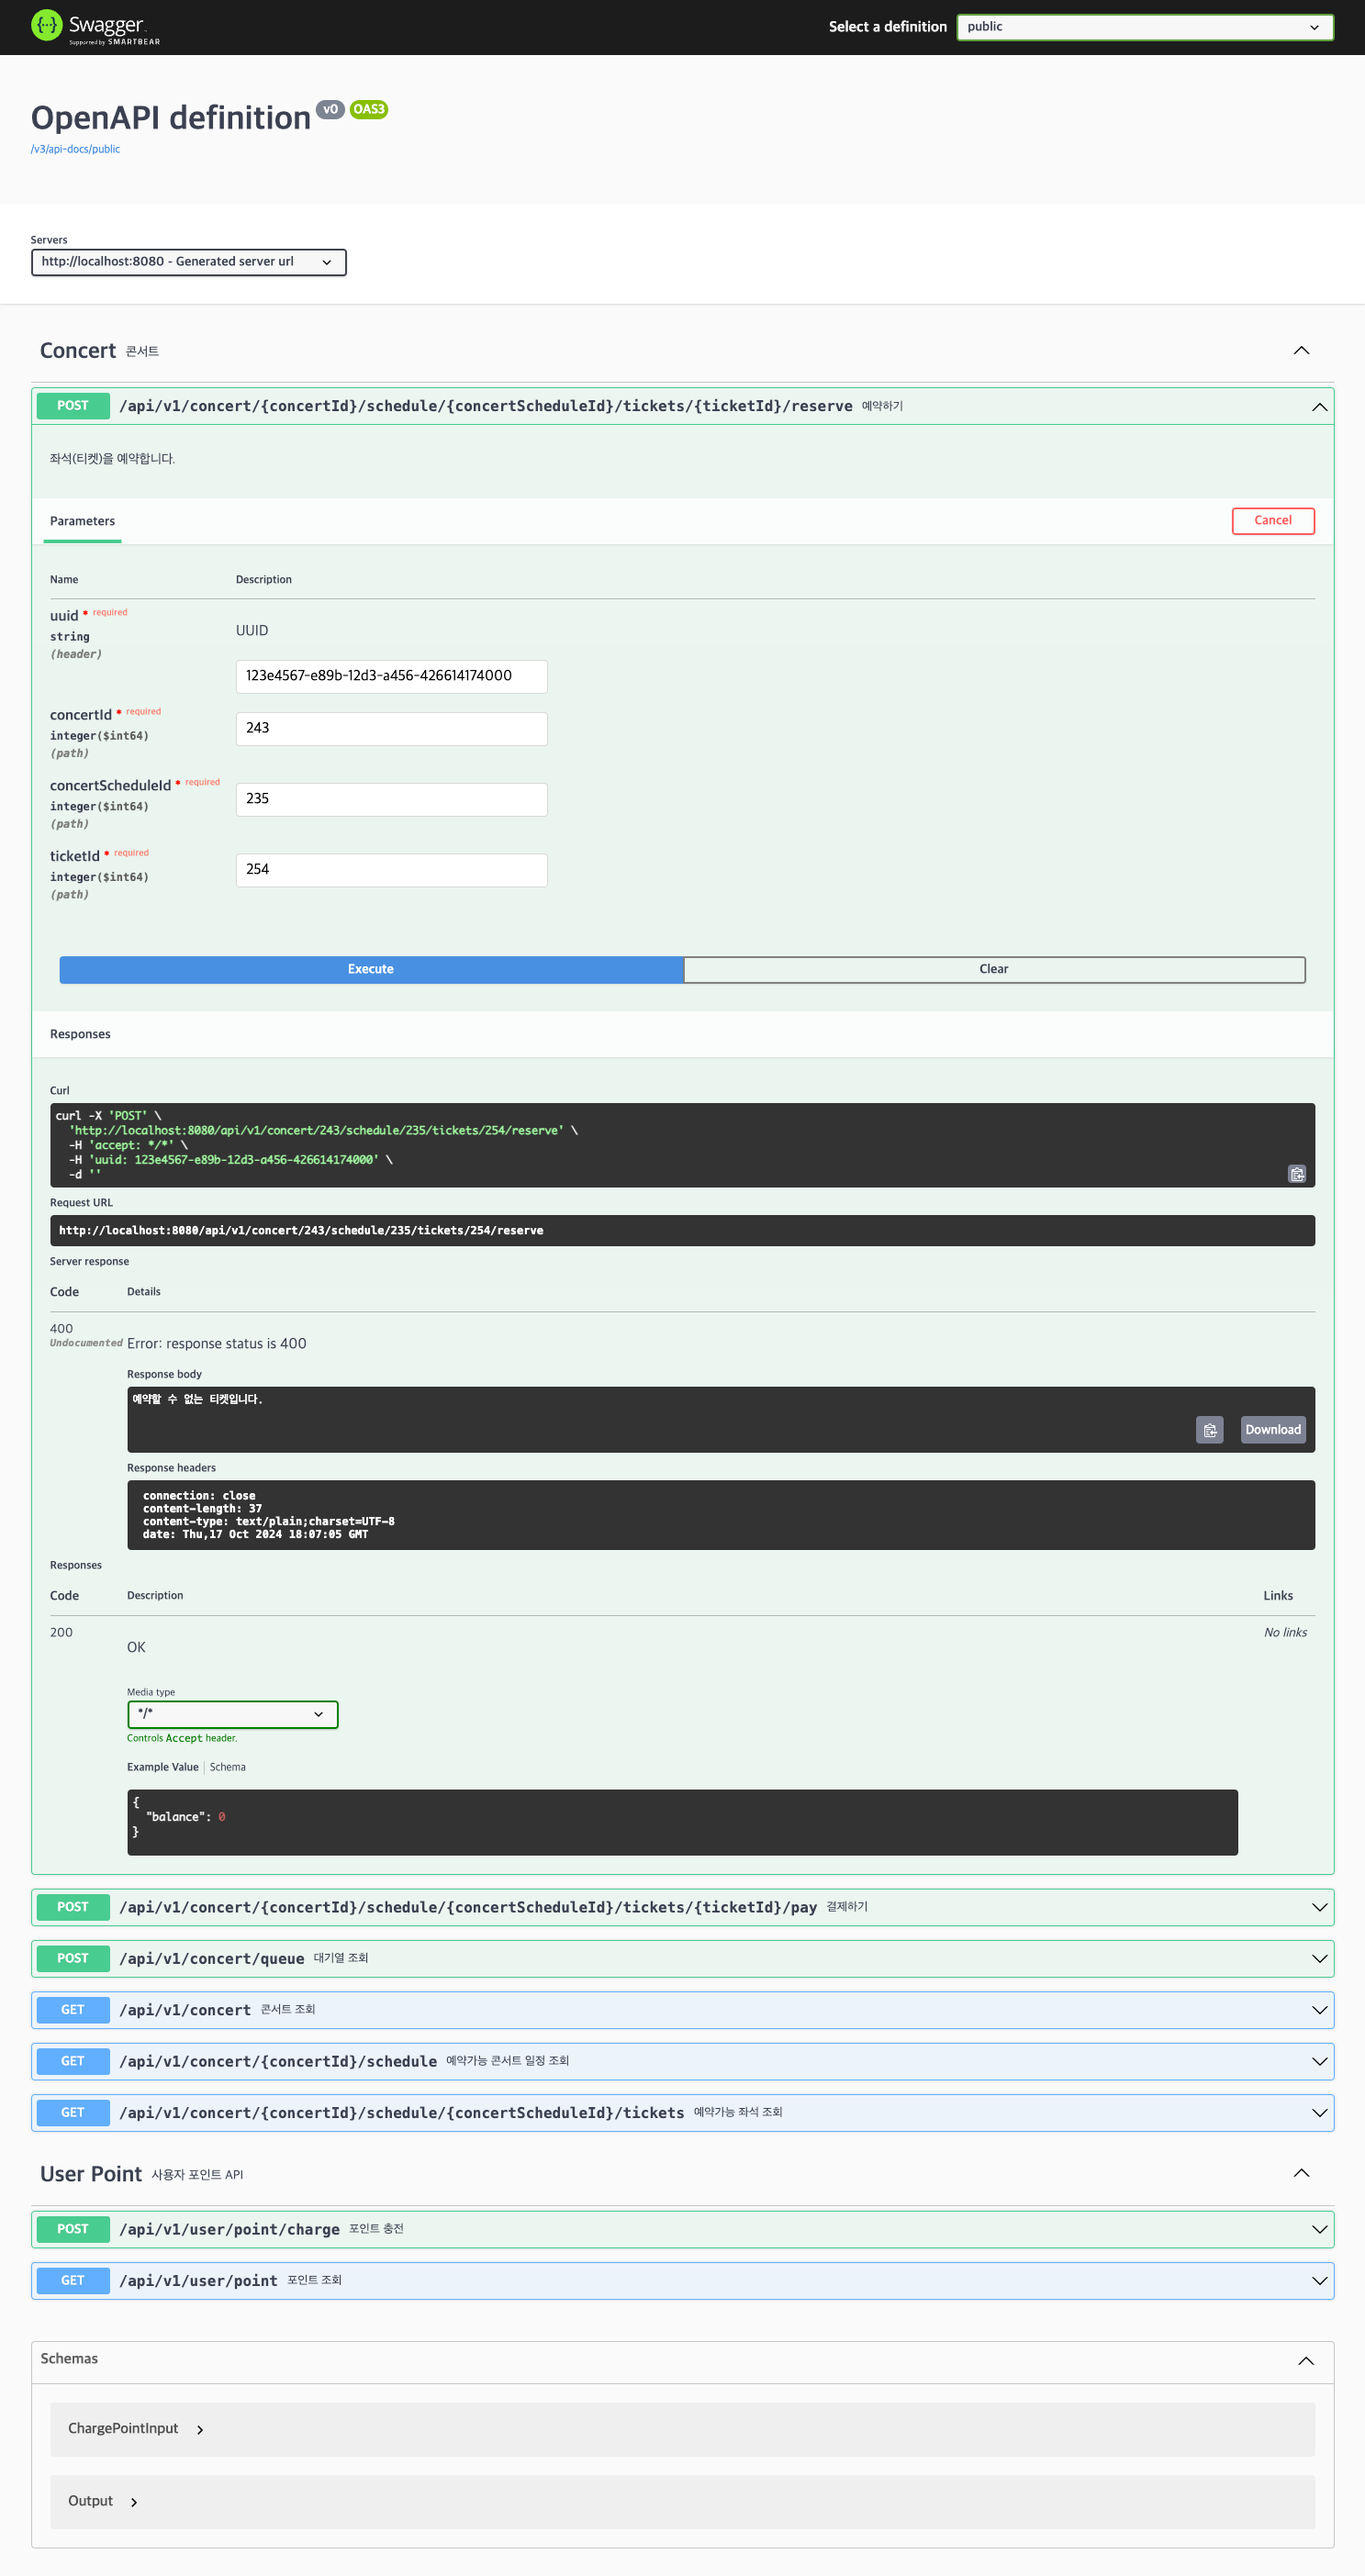 Swagger
Supported by SMARTBEAR
Select a definition
public
OpenAPI definition v0 OAS3
/v3/api-docs/public
Servers
http://localhost:8080 - Generated server url
Concert 콘서트
POST /api/v1/concert/{concertId}/schedule/{concertScheduleId}/tickets/{ticketId}/reserve 예약하기
좌석(티켓)을 예약합니다.
Parameters
Cancel
Name Description
uuid * required
string
(header)
UUID
123e4567-e89b-12d3-a456-426614174000
concertId * required
integer($int64)
(path)
243
concertScheduleId * required
integer($int64)
(path)
235
ticketId * required
integer($int64)
(path)
254
Execute
Clear
Responses
Curl
curl -X 'POST' \
'http://localhost:8080/api/v1/concert/243/schedule/235/tickets/254/reserve' \
-H 'accept: */*' \
-H 'uuid: 123e4567-e89b-12d3-a456-426614174000' \
-d ''
Request URL
http://localhost:8080/api/v1/concert/243/schedule/235/tickets/254/reserve
Server response
Code Details
400
Undocumented
Error: response status is 400
Response body
예약할 수 없는 티켓입니다.
Download
Response headers
connection: close
content-length: 37
content-type: text/plain;charset=UTF-8
date: Thu,17 Oct 2024 18:07:05 GMT
Responses
Code Description Links
200
OK
No links
Media type
*/*
Controls Accept header.
Example Value Schema
{
"balance": 0
}
POST /api/v1/concert/{concertId}/schedule/{concertScheduleId}/tickets/{ticketId}/pay 결제하기
POST /api/v1/concert/queue 대기열 조회
GET /api/v1/concert 콘서트 조회
GET /api/v1/concert/{concertId}/schedule 예약가능 콘서트 일정 조회
GET /api/v1/concert/{concertId}/schedule/{concertScheduleId}/tickets 예약가능 좌석 조회
User Point 사용자 포인트 API
POST /api/v1/user/point/charge 포인트 충전
GET /api/v1/user/point 포인트 조회
Schemas
ChargePointInput
Output